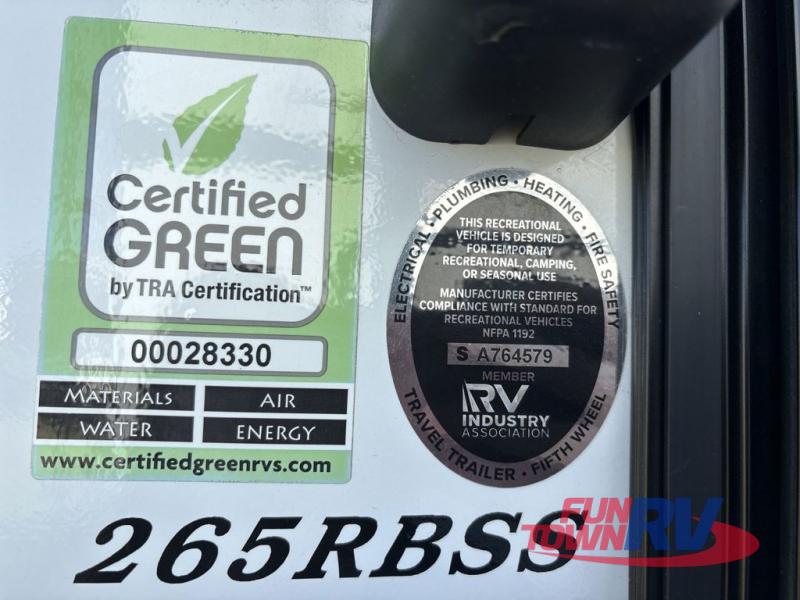 Certified
GREEN
by TRA Certification™
00028330
MATERIALS
AIR
WATER
ENERGY
www.certifiedgreenrvs.com
ELECTRICAL • PLUMBING • HEATING • FIRE SAFETY
THIS RECREATIONAL
VEHICLE IS DESIGNED
FOR TEMPORARY
RECREATIONAL, CAMPING,
OR SEASONAL USE
MANUFACTURER CERTIFIES
COMPLIANCE WITH STANDARD FOR
RECREATIONAL VEHICLES
NFPA 1192
S A764579
MEMBER
RV
INDUSTRY
ASSOCIATION
TRAVEL TRAILER • FIFTH WHEEL
265RBSS
FUN
TOWN
RV